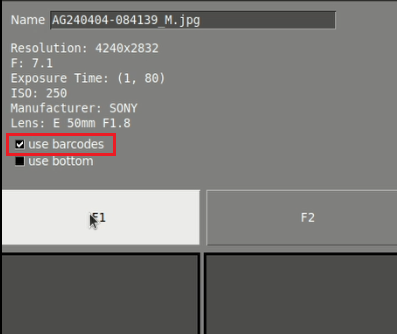 Name AG240404-084139_M.jpg
Resolution: 4240x2832
F: 7.1
Exposure Time: (1, 80)
ISO: 250
Manufacturer: SONY
Lens: E 50mm F1.8
use barcodes
use bottom
F1 F2